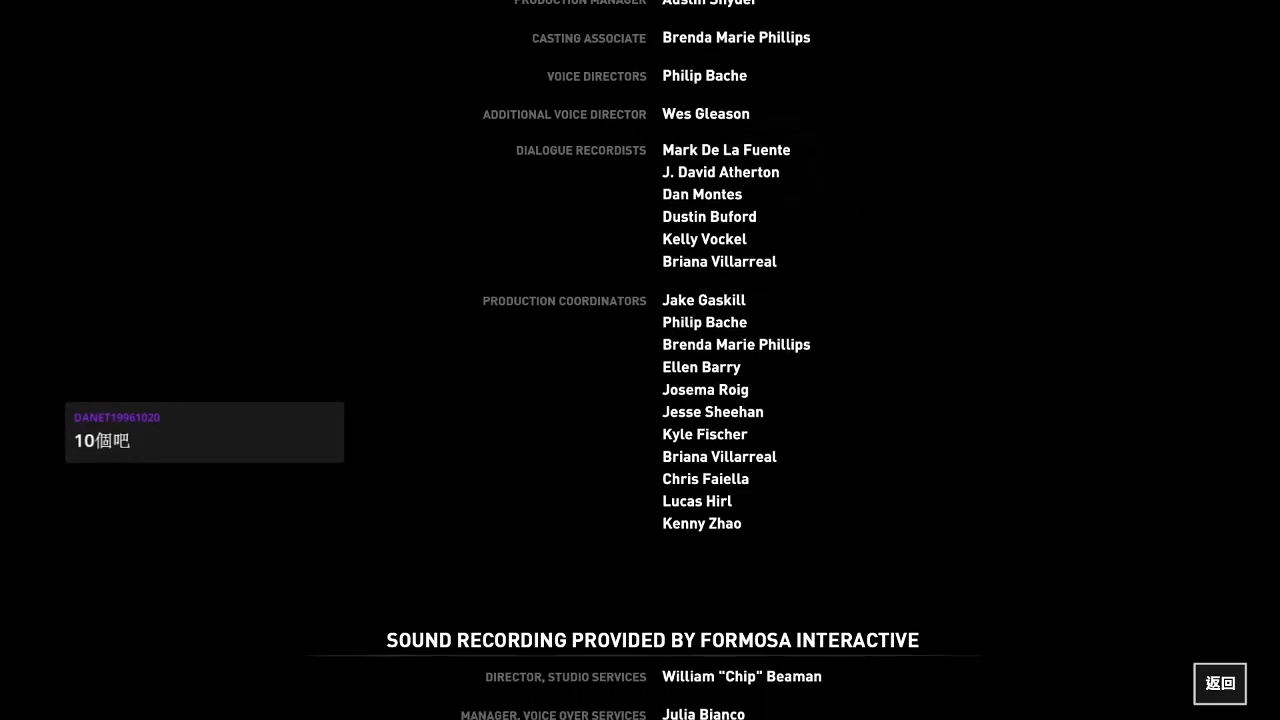 PRODUCTION MANAGER Austin Snyder
CASTING ASSOCIATE Brenda Marie Phillips
VOICE DIRECTORS Philip Bache
ADDITIONAL VOICE DIRECTOR Wes Gleason
DIALOGUE RECORDISTS Mark De La Fuente
J. David Atherton
Dan Montes
Dustin Buford
Kelly Vockel
Briana Villarreal
PRODUCTION COORDINATORS Jake Gaskill
Philip Bache
Brenda Marie Phillips
Ellen Barry
Josema Roig
Jesse Sheehan
Kyle Fischer
Briana Villarreal
Chris Faiella
Lucas Hirl
Kenny Zhao
DANET19961020
10個吧
SOUND RECORDING PROVIDED BY FORMOSA INTERACTIVE
DIRECTOR, STUDIO SERVICES William "Chip" Beaman
MANAGER, VOICE OVER SERVICES Julia Bianco
返回